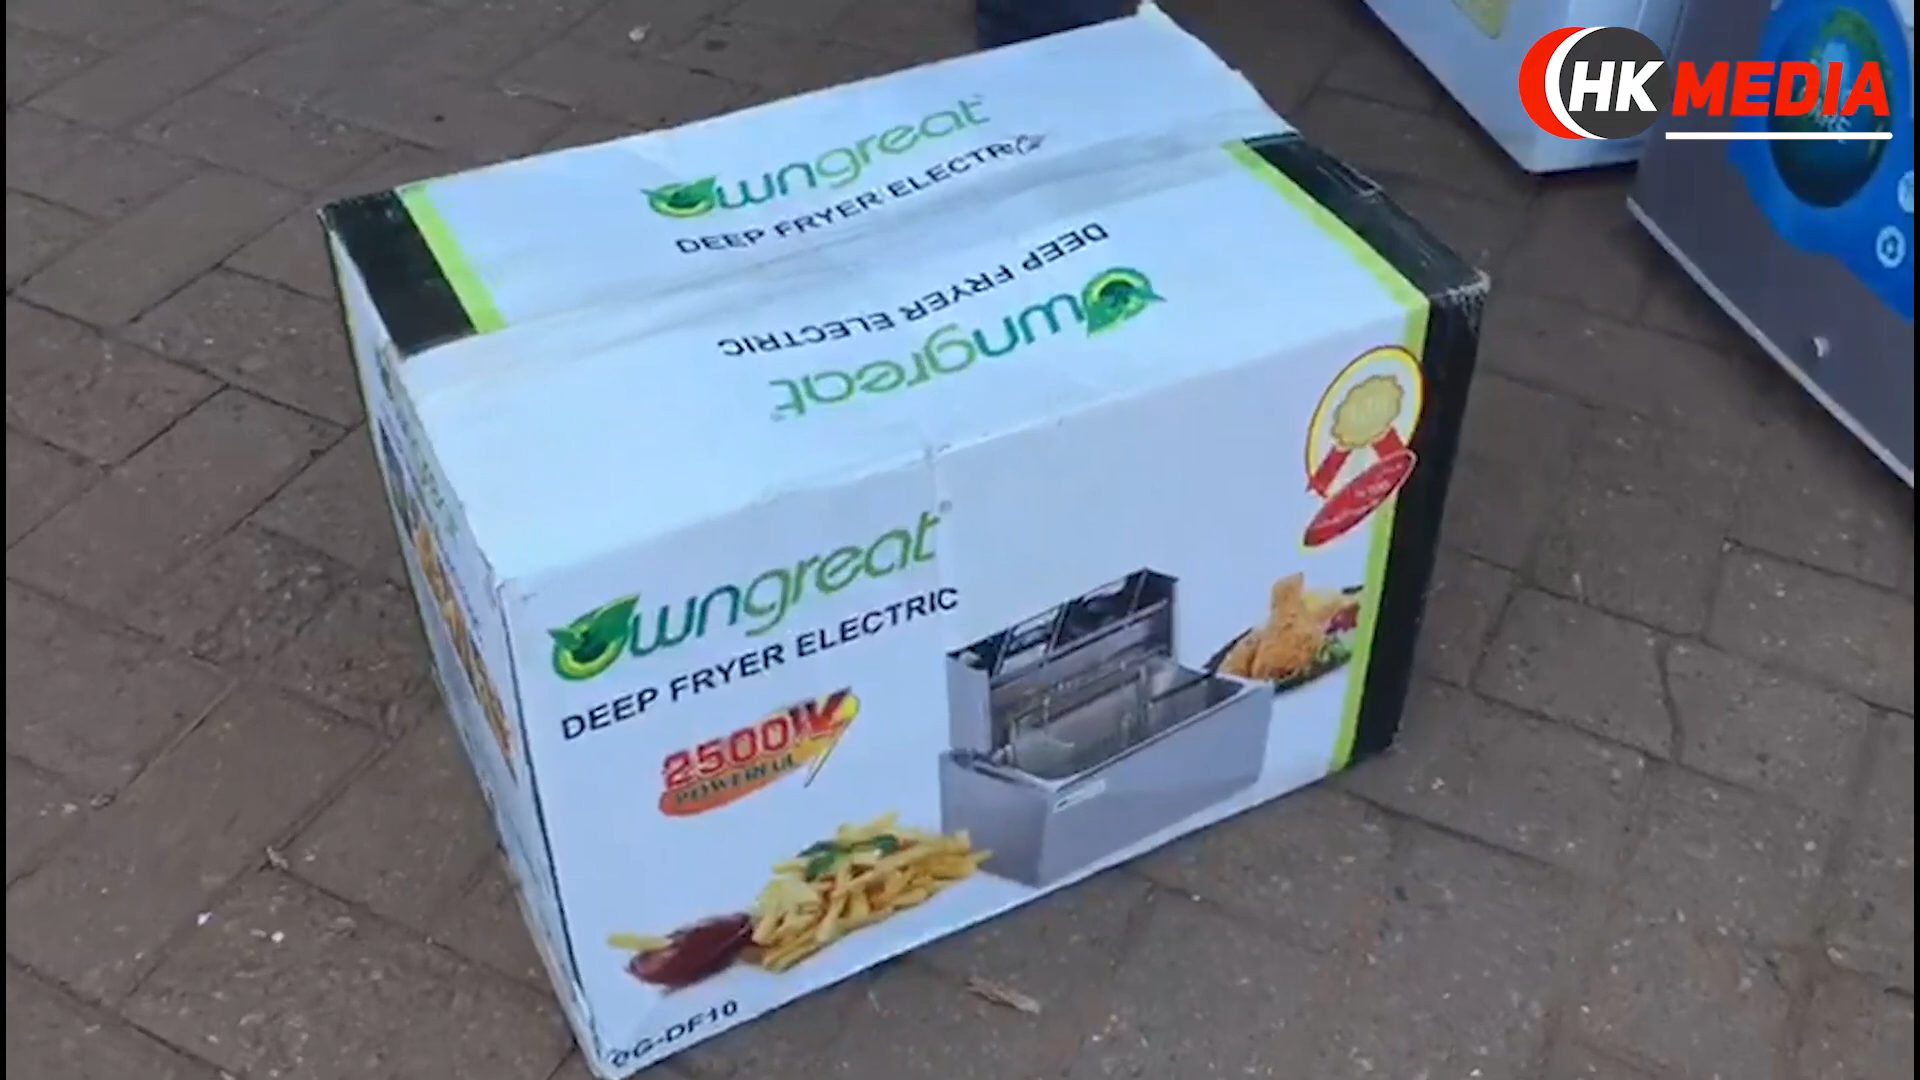 HK MEDIA
Owngreat
DEEP FRYER ELECTRIC
DEEP FRYER ELECTRIC
Owngreat
Owngreat
DEEP FRYER ELECTRIC
2500W
POWERFUL
OG-DF10